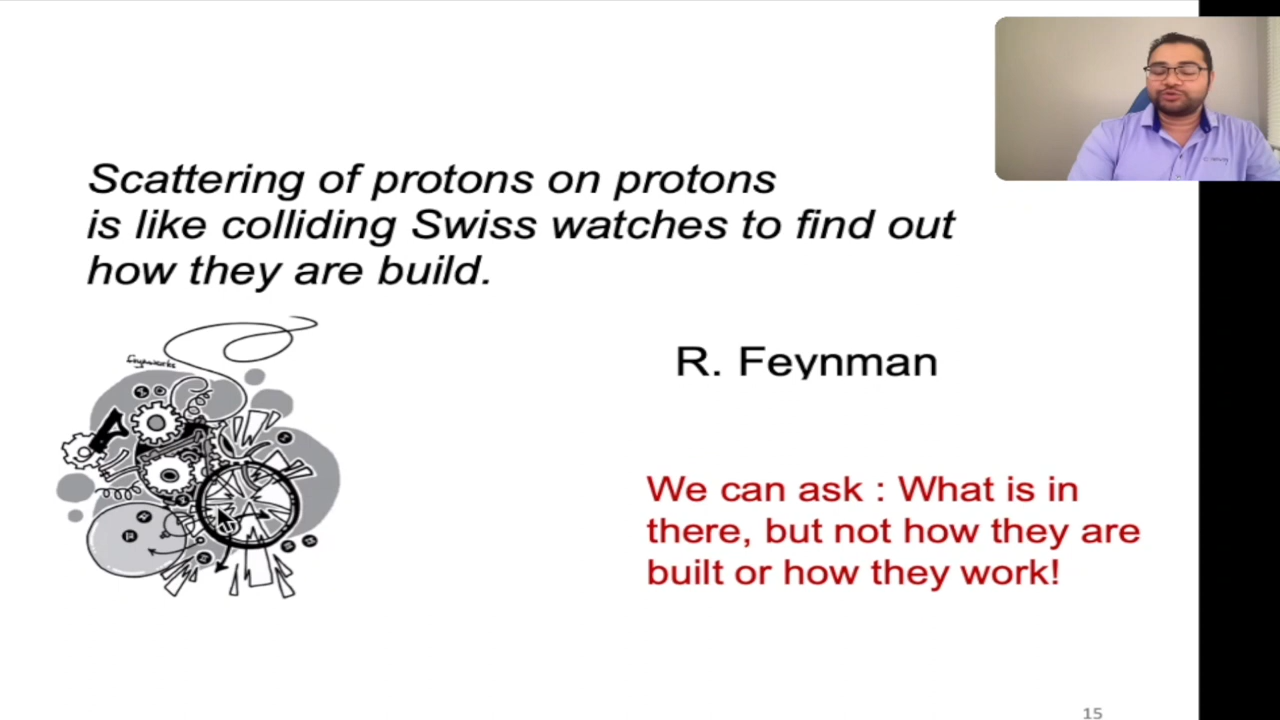 Scattering of protons on protons
is like colliding Swiss watches to find out
how they are build.
R. Feynman
We can ask : What is in
there, but not how they are
built or how they work!
15